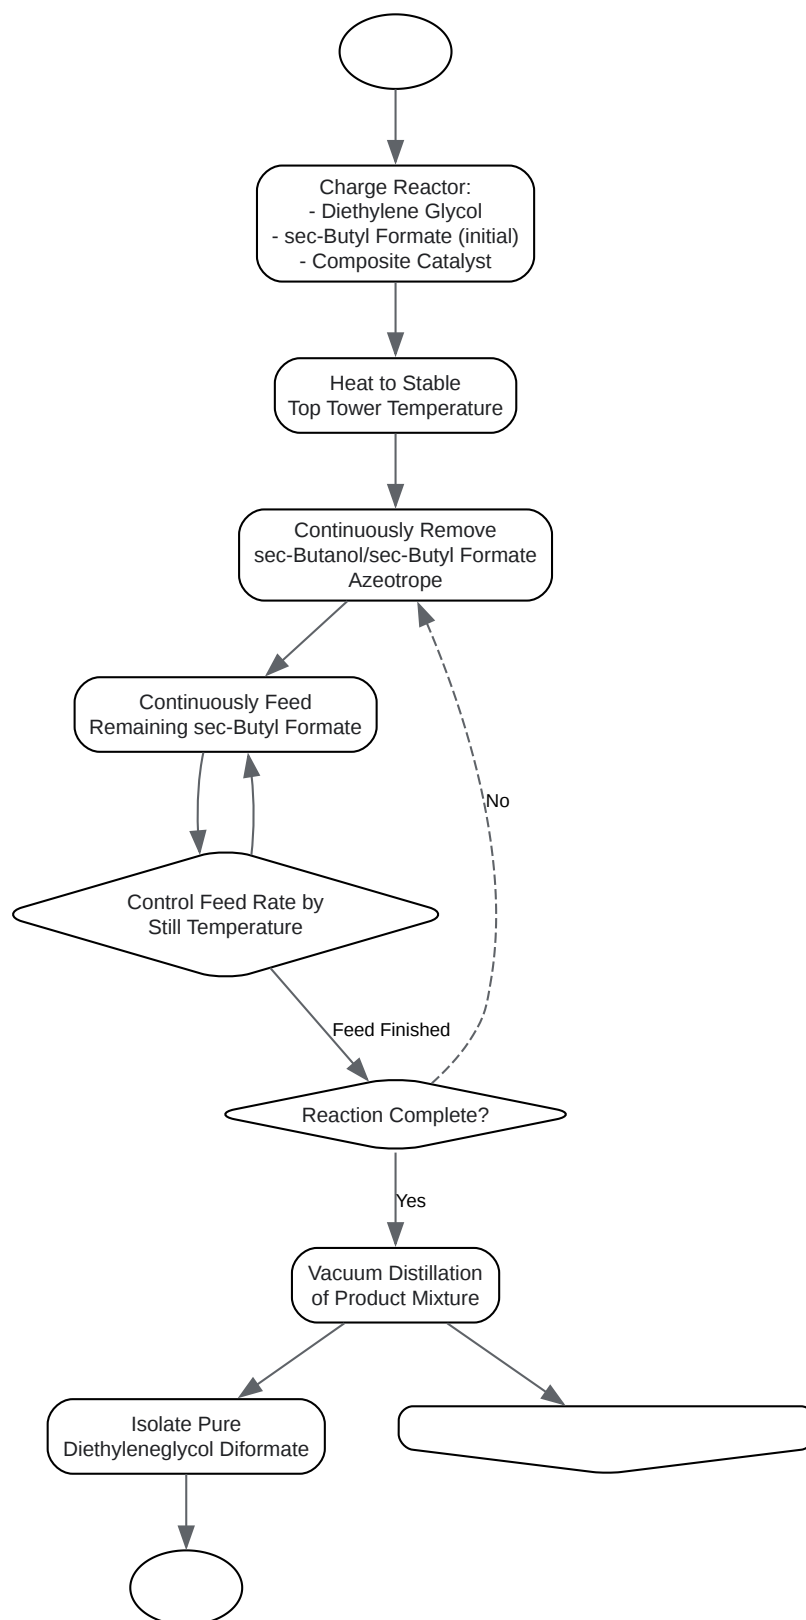 Charge Reactor:
- Diethylene Glycol
- sec-Butyl Formate (initial)
- Composite Catalyst
Heat to Stable
Top Tower Temperature
Continuously Remove
sec-Butanol/sec-Butyl Formate
Azeotrope
Continuously Feed
Remaining sec-Butyl Formate
No
Control Feed Rate by
Still Temperature
Feed Finished
Reaction Complete?
Yes
Vacuum Distillation
of Product Mixture
Isolate Pure
Diethyleneglycol Diformate